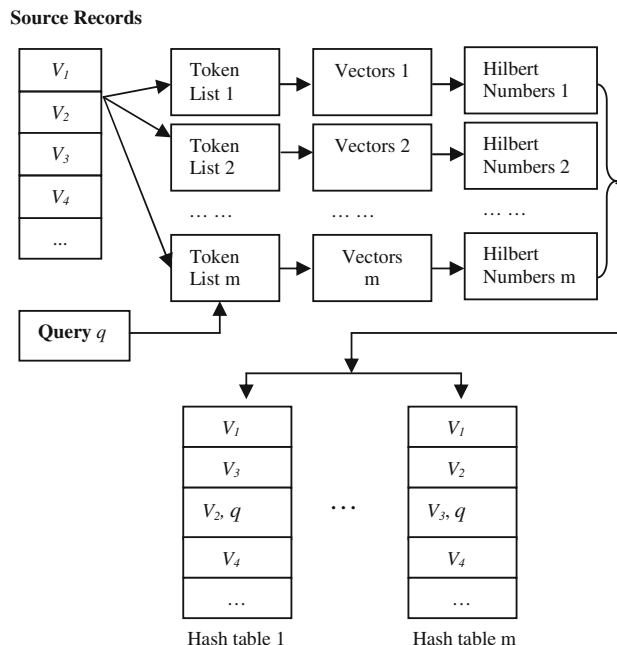 Source Records
V1
V2
V3
V4
...
Token
List 1
Vectors 1
Hilbert
Numbers 1
Token
List 2
Vectors 2
Hilbert
Numbers 2
... ...
... ...
... ...
Token
List m
Vectors
m
Hilbert
Numbers m
Query q
V1
V3
V2, q
V4
...
Hash table 1
...
V1
V2
V3, q
V4
...
Hash table m